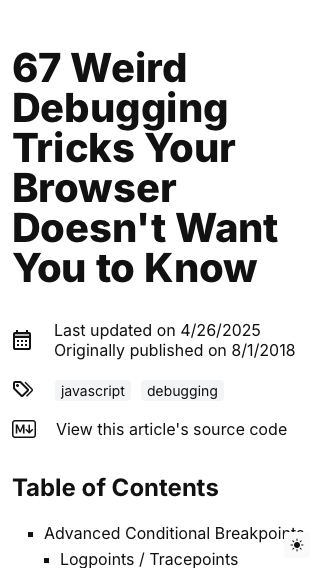 67 Weird
Debugging
Tricks Your
Browser
Doesn't Want
You to Know
Last updated on 4/26/2025
Originally published on 8/1/2018
javascript debugging
M View this article's source code
Table of Contents
Advanced Conditional Breakpoints
Logpoints / Tracepoints